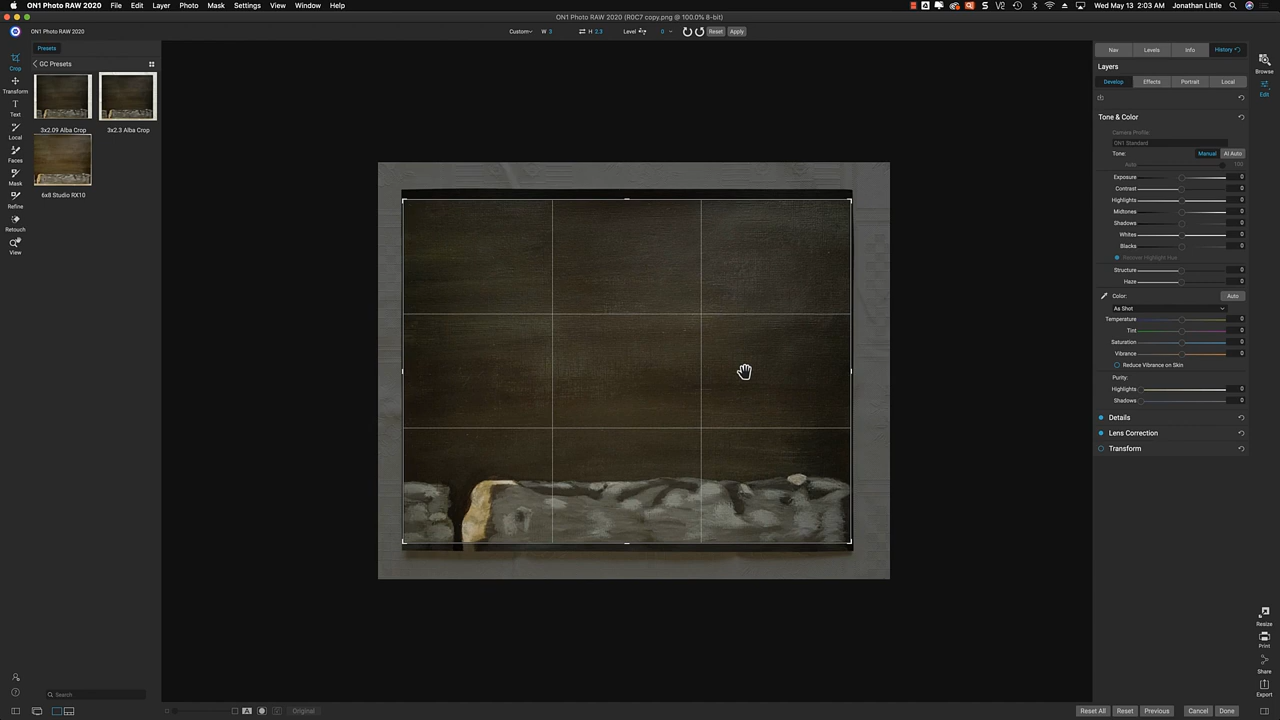 ON1 Photo RAW 2020 File Edit Layer Photo Mask Settings View Window Help Wed May 13 2:03 AM Jonathan Little
ON1 Photo RAW 2020 (R0C7 copy.png @ 100.0% 8-bit)
ON1 Photo RAW 2020 Custom W 3 H 2.3 Level 0 Reset Apply
Presets
GC Presets
3x2.09 Alba Crop
3x2.3 Alba Crop
6x8 Studio RX10
Crop
Transform
Text
Local
Faces
Mask
Refine
Retouch
View
Search
Original
Nav Levels Info History
Layers
Develop Effects Portrait Local
Tone & Color
Camera Profile:
ON1 Standard
Tone: Manual AI Auto
Auto 100
Exposure 0
Contrast 0
Highlights 0
Midtones 0
Shadows 0
Whites 0
Blacks 0
Recover Highlight Hue
Structure 0
Haze 0
Color: Auto
As Shot
Temperature 0
Tint 0
Saturation 0
Vibrance 0
Reduce Vibrance on Skin
Purity:
Highlights 0
Shadows 0
Details
Lens Correction
Transform
Browse
Edit
Resize
Print
Share
Export
Reset All Reset Previous Cancel Done